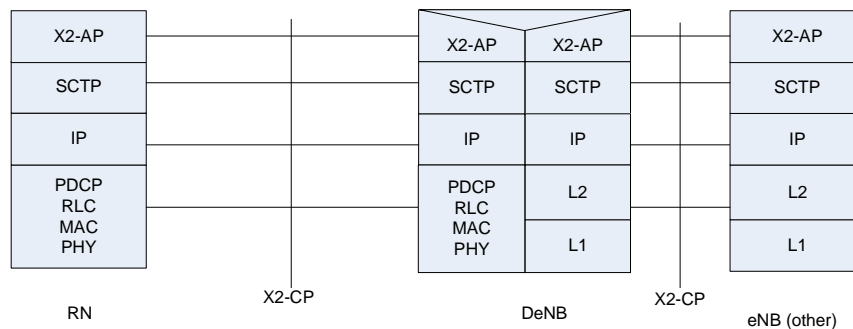 X2-AP
SCTP
IP
PDCP
RLC
MAC
PHY
RN
X2-CP
X2-AP X2-AP
SCTP SCTP
IP IP
PDCP
RLC
MAC
PHY
L2
L1
DeNB
X2-CP
X2-AP
SCTP
IP
L2
L1
eNB (other)